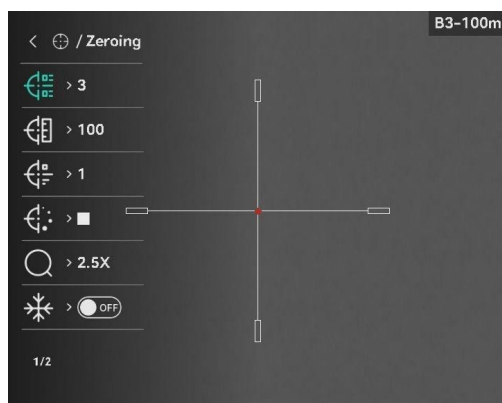 B3-100m
< / Zeroing
> 3
> 100
> 1
>
> 2.5X
> OFF
1/2